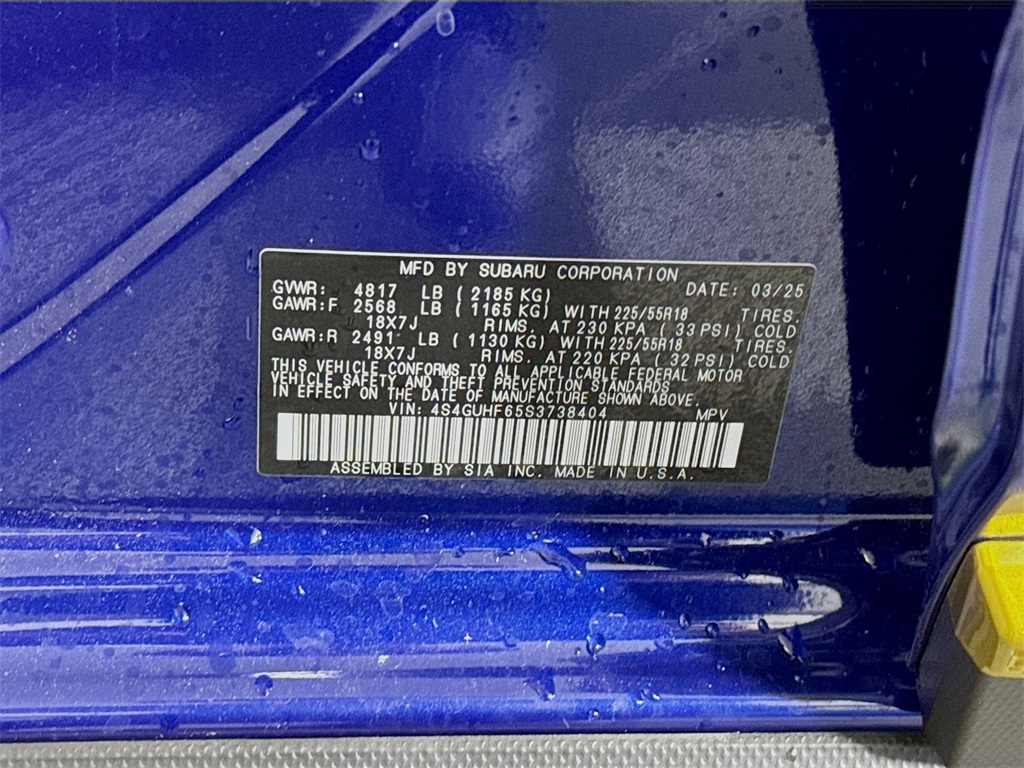 MFD BY SUBARU CORPORATION
GVWR: 4817 LB (2185 KG) DATE: 03/25
GAWR:F 2568 LB (1165 KG) WITH 225/55R18 TIRES.
18X7J RIMS. AT 230 KPA (33 PSI) COLD
GAWR:R 2491 LB (1130 KG) WITH 225/55R18 TIRES.
18X7J RIMS. AT 220 KPA (32 PSI) COLD
THIS VEHICLE CONFORMS TO ALL APPLICABLE FEDERAL MOTOR
VEHICLE SAFETY AND THEFT PREVENTION STANDARDS
IN EFFECT ON THE DATE OF MANUFACTURE SHOWN ABOVE.
VIN: 4S4GUHF65S3738404 MPV
ASSEMBLED BY SIA INC. MADE IN U.S.A.